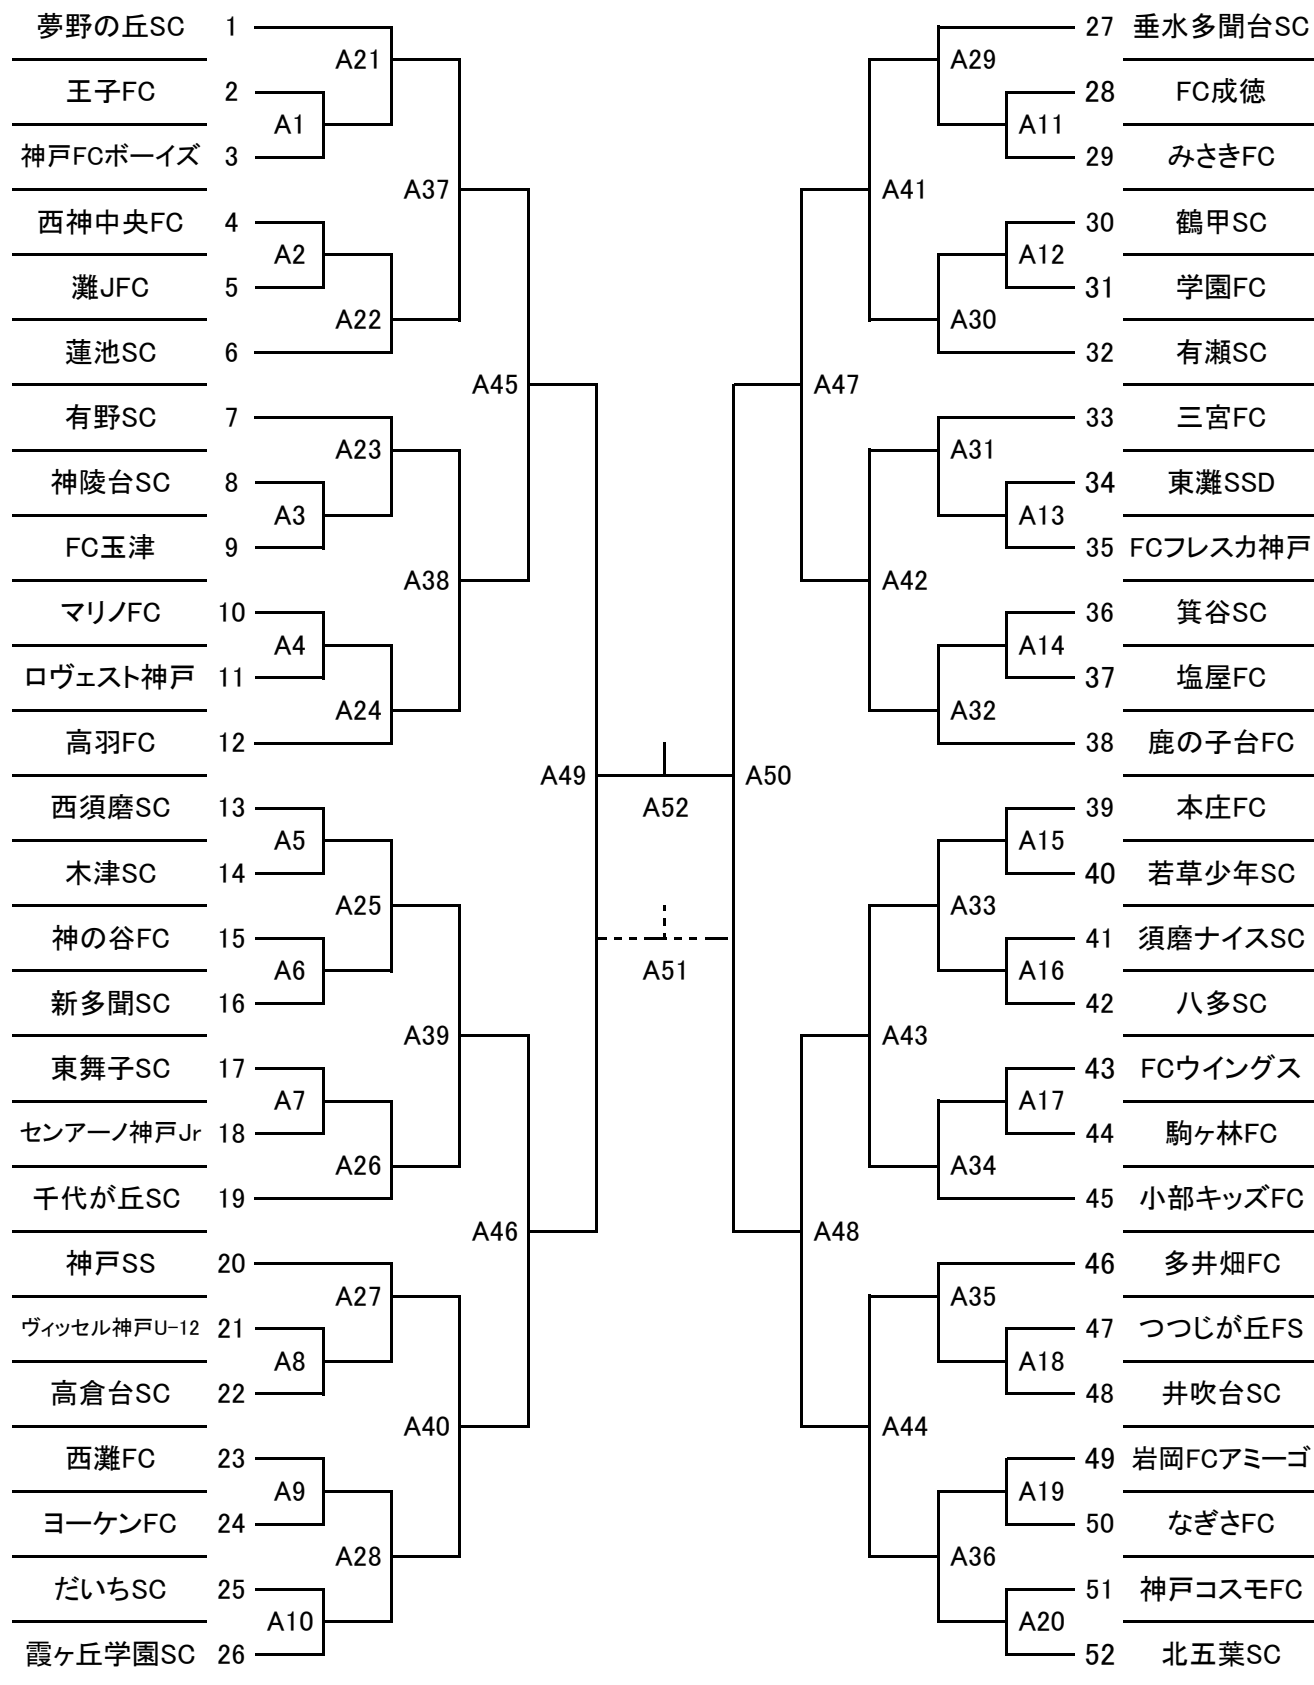 夢野の丘SC 1
A21
王子FC 2
A1
神戸FCボーイズ 3
A37
西神中央FC 4
A2
灘JFC 5
A22
蓮池SC 6
A45
有野SC 7
A23
神陵台SC 8
A3
FC玉津 9
A38
マリノFC 10
A4
ロヴェスト神戸 11
A24
高羽FC 12
A49
西須磨SC 13
A5
木津SC 14
A25
神の谷FC 15
A6
新多聞SC 16
A39
東舞子SC 17
A7
センアーノ神戸Jr 18
A26
千代が丘SC 19
A46
神戸SS 20
A27
ヴィッセル神戸U-12 21
A8
高倉台SC 22
A40
西灘FC 23
A9
ヨーケンFC 24
A28
だいちSC 25
A10
霞ヶ丘学園SC 26
A52
A51
27 垂水多聞台SC
A29
28 FC成徳
A11
29 みさきFC
A41
30 鶴甲SC
A12
31 学園FC
A30
32 有瀬SC
A47
33 三宮FC
A31
34 東灘SSD
A13
35 FCフレスカ神戸
A42
36 箕谷SC
A14
37 塩屋FC
A32
38 鹿の子台FC
A50
39 本庄FC
A15
40 若草少年SC
A33
41 須磨ナイスSC
A16
42 八多SC
A43
43 FCウイングス
A17
44 駒ヶ林FC
A34
45 小部キッズFC
A48
46 多井畑FC
A35
47 つつじが丘FS
A18
48 井吹台SC
A44
49 岩岡FCアミーゴ
A19
50 なぎさFC
A36
51 神戸コスモFC
A20
52 北五葉SC